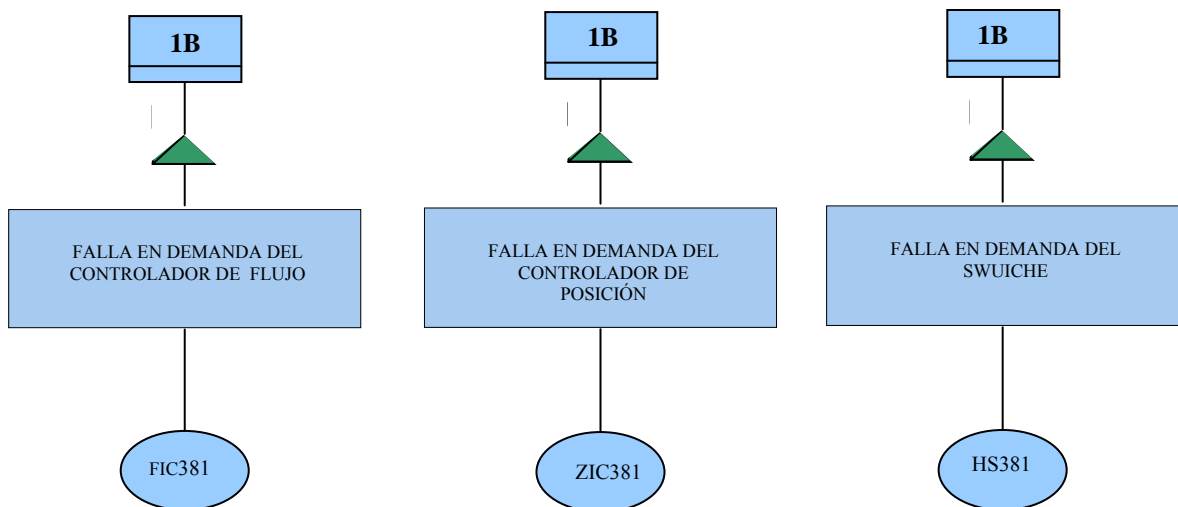 1B
1B
1B
FALLA EN DEMANDA DEL
CONTROLADOR DE FLUJO
FALLA EN DEMANDA DEL
CONTROLADOR DE
POSICIÓN
FALLA EN DEMANDA DEL
SWUICHE
FIC381
ZIC381
HS381